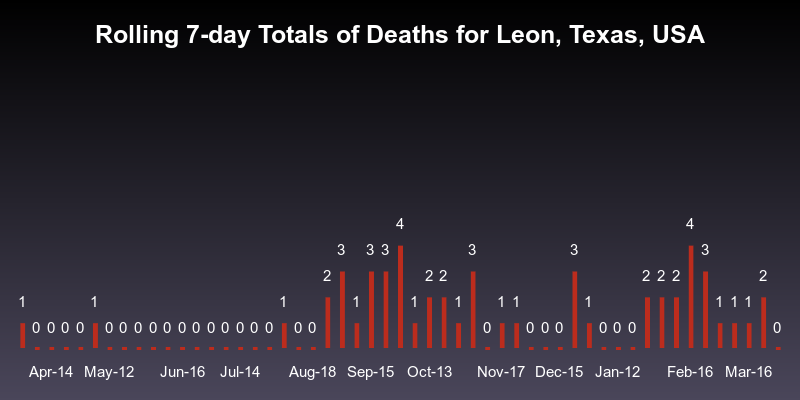 Rolling 7-day Totals of Deaths for Leon, Texas, USA
1 0 0 0 0 1 0 0 0 0 0 0 0 0 0 0 0 0 1 0 0 2 3 1 3 3 4 1 2 2 1 3 0 1 1 0 0 0 3 1 0 0 0 2 2 2 4 3 1 1 1 2 0
Apr-14 May-12 Jun-16 Jul-14 Aug-18 Sep-15 Oct-13 Nov-17 Dec-15 Jan-12 Feb-16 Mar-16